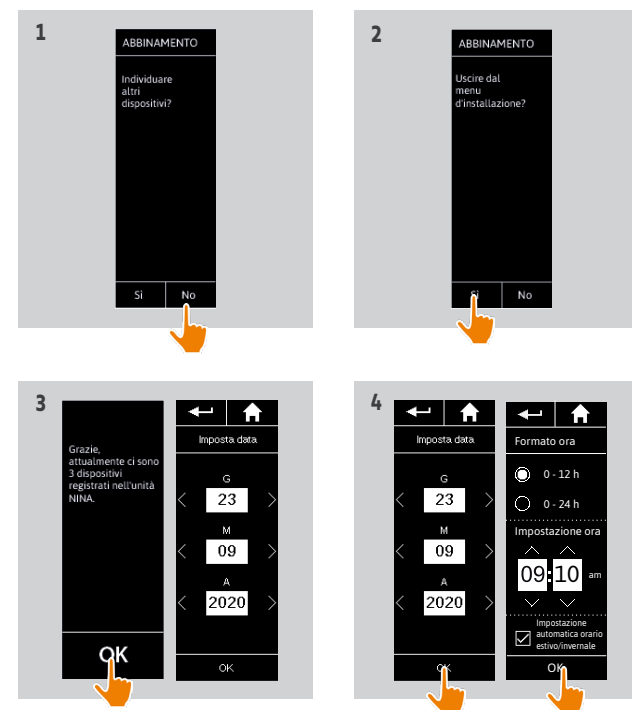 1
ABBINAMENTO
Individuare
altri
dispositivi?
Sì
No
2
ABBINAMENTO
Uscire dal
menu
d'installazione?
Sì
No
3
Grazie,
attualmente ci sono
3 dispositivi
registrati nell'unità
NINA.
OK
Imposta data
G
23
M
09
A
2020
OK
4
Imposta data
G
23
M
09
A
2020
OK
Formato ora
0 - 12 h
0 - 24 h
Impostazione ora
09:10 am
Impostazione
automatica orario
estivo/invernale
OK